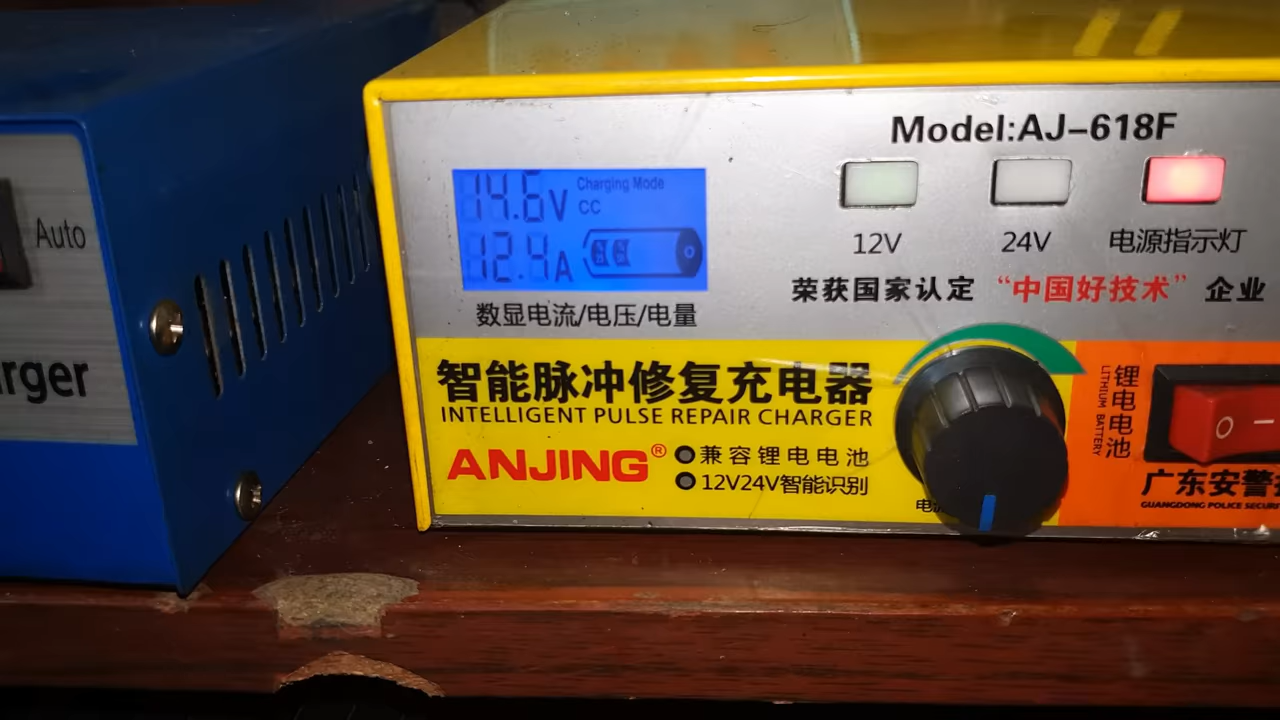 Auto
rger
Model:AJ-618F
14.6V Charging Mode
CC
12.4A
数显电流/电压/电量
12V
24V
电源指示灯
荣获国家认定 “中国好技术” 企业
智能脉冲修复充电器
INTELLIGENT PULSE REPAIR CHARGER
ANJING®
兼容锂电电池
12V24V智能识别
锂电电池
LITHIUM BATTERY
广东安警
GUANGDONG POLICE SECUR